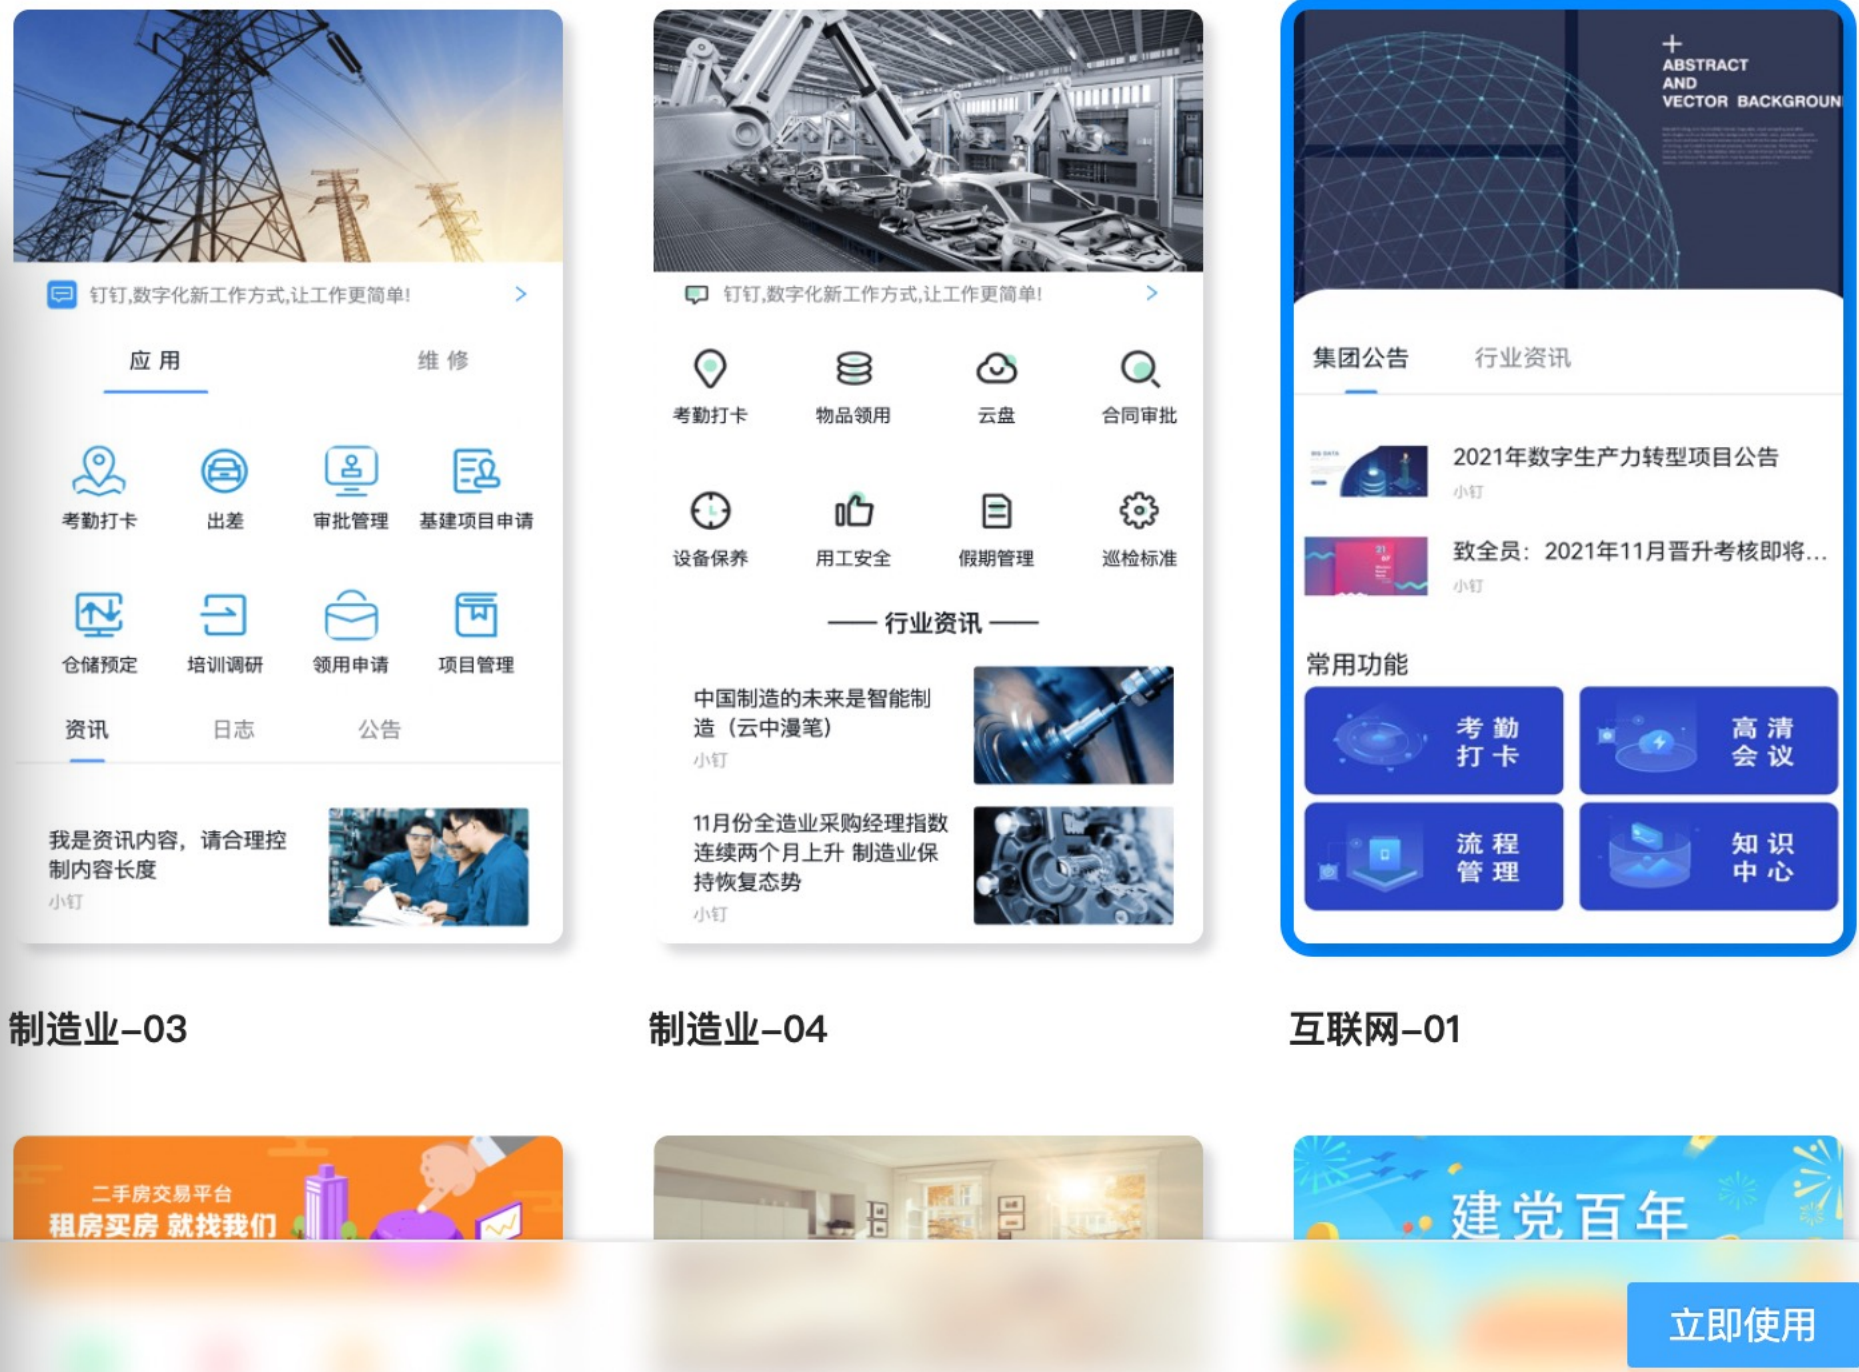 钉钉,数字化新工作方式,让工作更简单!
应用
维修
考勤打卡
出差
审批管理
基建项目申请
仓储预定
培训调研
领用申请
项目管理
资讯
日志
公告
我是资讯内容，请合理控
制内容长度
小钉
制造业-03
钉钉,数字化新工作方式,让工作更简单!
考勤打卡
物品领用
云盘
合同审批
设备保养
用工安全
假期管理
巡检标准
行业资讯
中国制造的未来是智能制
造（云中漫笔）
小钉
11月份全造业采购经理指数
连续两个月上升 制造业保
持恢复态势
小钉
制造业-04
ABSTRACT
AND
VECTOR BACKGROUN
集团公告
行业资讯
BIG DATA
2021年数字生产力转型项目公告
小钉
致全员：2021年11月晋升考核即将...
小钉
常用功能
考勤
打卡
高清
会议
流程
管理
知识
中心
互联网-01
二手房交易平台
租房买房 就找我们
建党百年
立即使用